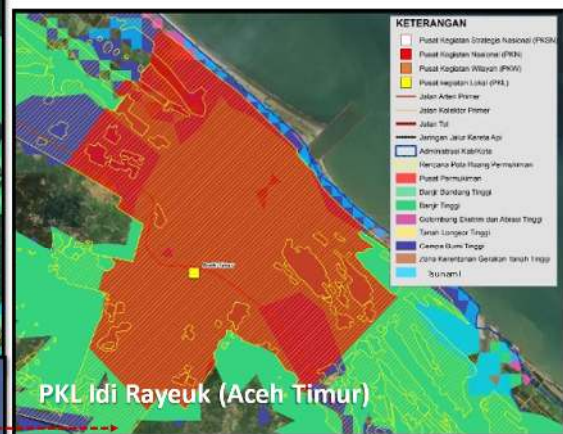 KETERANGAN
Pusat Kegiatan Strategis Nasional (PKSN)
Pusat Kegiatan Nasional (PKN)
Pusat Kegiatan Wilayah (PKW)
Pusat kegiatan Lokal (PKL)
Jalan Arteri Primer
Jalan Kolektor Primer
Jalan Tol
Jaringan Jalur Kereta Api
Administrasi Kab/Kota
Rencana Pola Ruang Permukiman
Pusat Permukiman
Banjir Bandang Tinggi
Banjir Tinggi
Gelombang Ekstrim dan Abrasi Tinggi
Tanah Longsor Tinggi
Gempa Bumi Tinggi
Zona Kerentanan Gerakan Tanah Tinggi
Tsunami
Aceh Timur
PKL Idi Rayeuk (Aceh Timur)